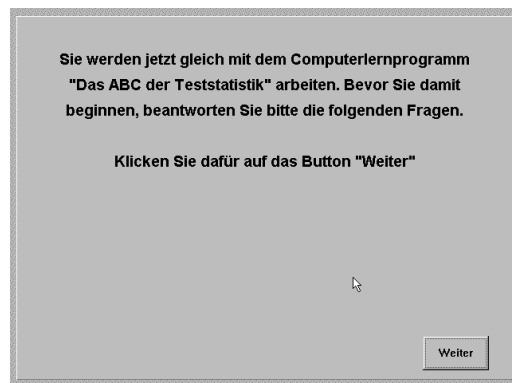 Sie werden jetzt gleich mit dem Computerlernprogramm
"Das ABC der Teststatistik" arbeiten. Bevor Sie damit
beginnen, beantworten Sie bitte die folgenden Fragen.
Klicken Sie dafür auf das Button "Weiter"
Weiter